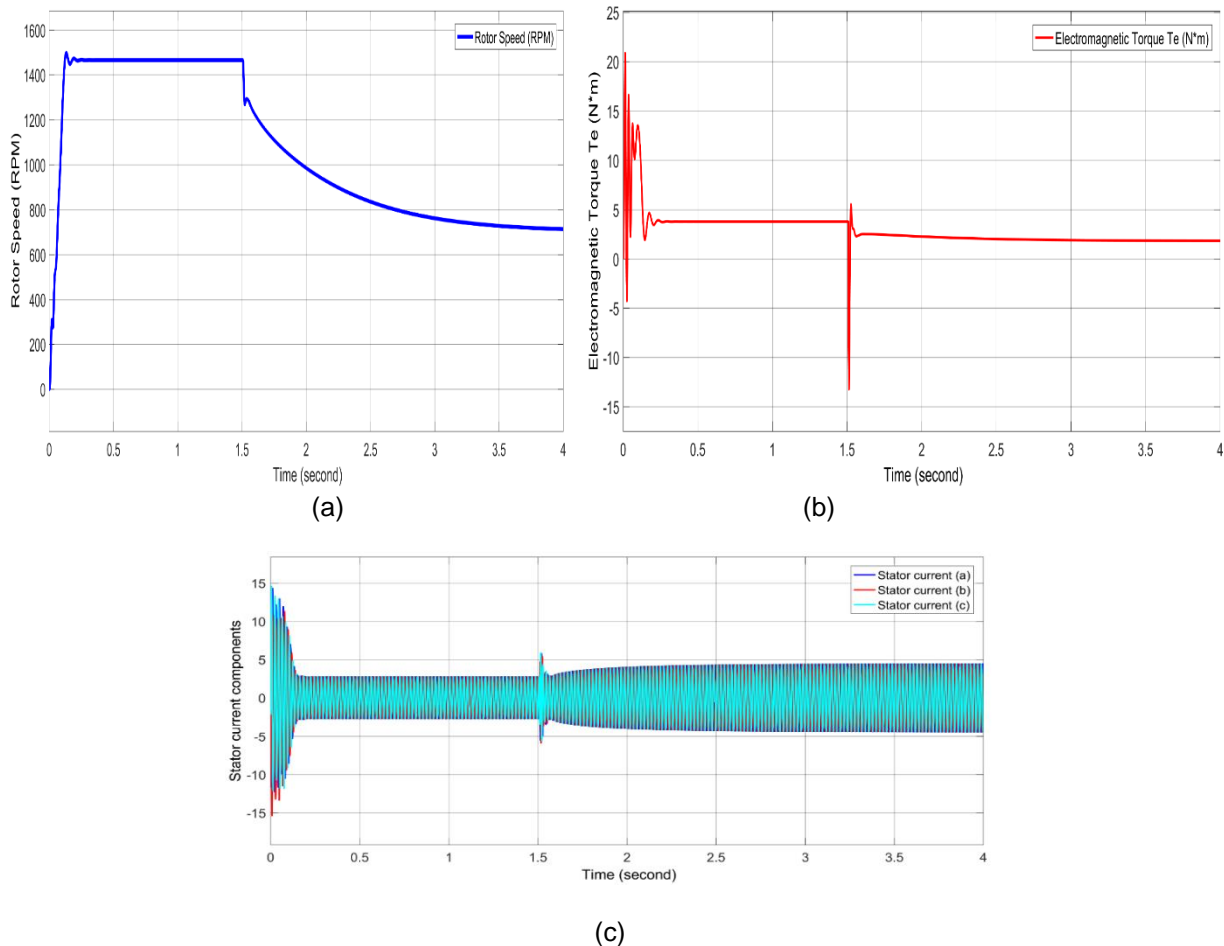 Rotor Speed (RPM)
Rotor Speed (RPM)
1600
1400
1200
1000
800
600
400
200
0
0 0.5 1 1.5 2 2.5 3 3.5 4
Time (second)
(a)
Electromagnetic Torque Te (N*m)
Electromagnetic Torque Te (N*m)
25
20
15
10
5
0
-5
-10
-15
0 0.5 1 1.5 2 2.5 3 3.5 4
Time (second)
(b)
Stator current (a)
Stator current (b)
Stator current (c)
Stator current components
15
10
5
0
-5
-10
-15
0 0.5 1 1.5 2 2.5 3 3.5 4
Time (second)
(c)